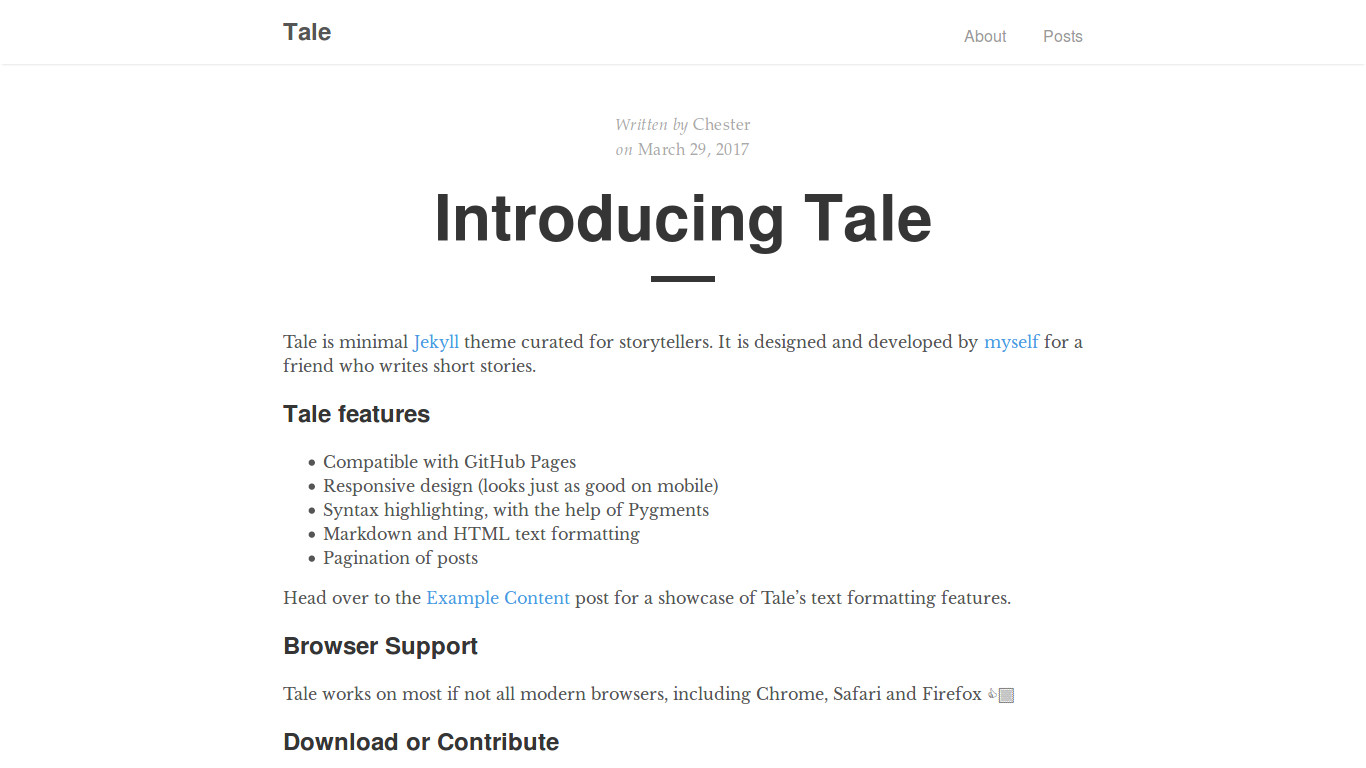 Tale
About Posts
Written by Chester
on March 29, 2017
Introducing Tale
Tale is minimal Jekyll theme curated for storytellers. It is designed and developed by myself for a
friend who writes short stories.
Tale features
• Compatible with GitHub Pages
• Responsive design (looks just as good on mobile)
• Syntax highlighting, with the help of Pygments
• Markdown and HTML text formatting
• Pagination of posts
Head over to the Example Content post for a showcase of Tale’s text formatting features.
Browser Support
Tale works on most if not all modern browsers, including Chrome, Safari and Firefox 👍🏼
Download or Contribute